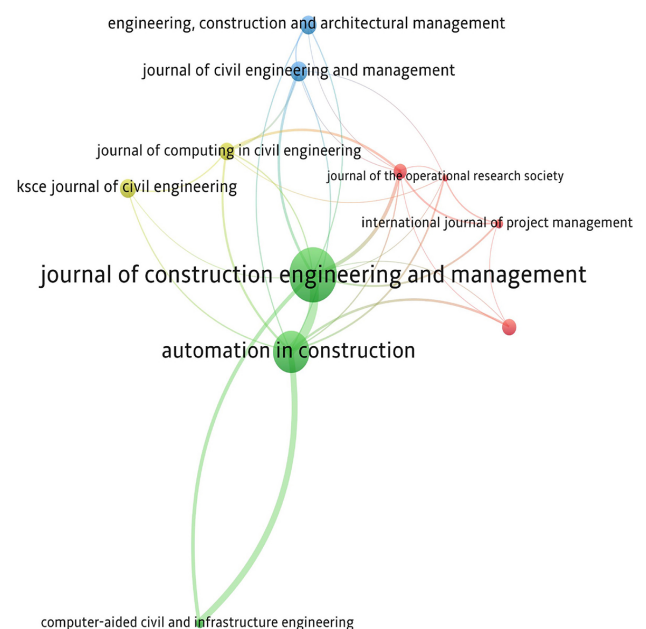 engineering, construction and architectural management
journal of civil engineering and management
journal of computing in civil engineering
journal of the operational research society
ksce journal of civil engineering
international journal of project management
journal of construction engineering and management
automation in construction
computer-aided civil and infrastructure engineering